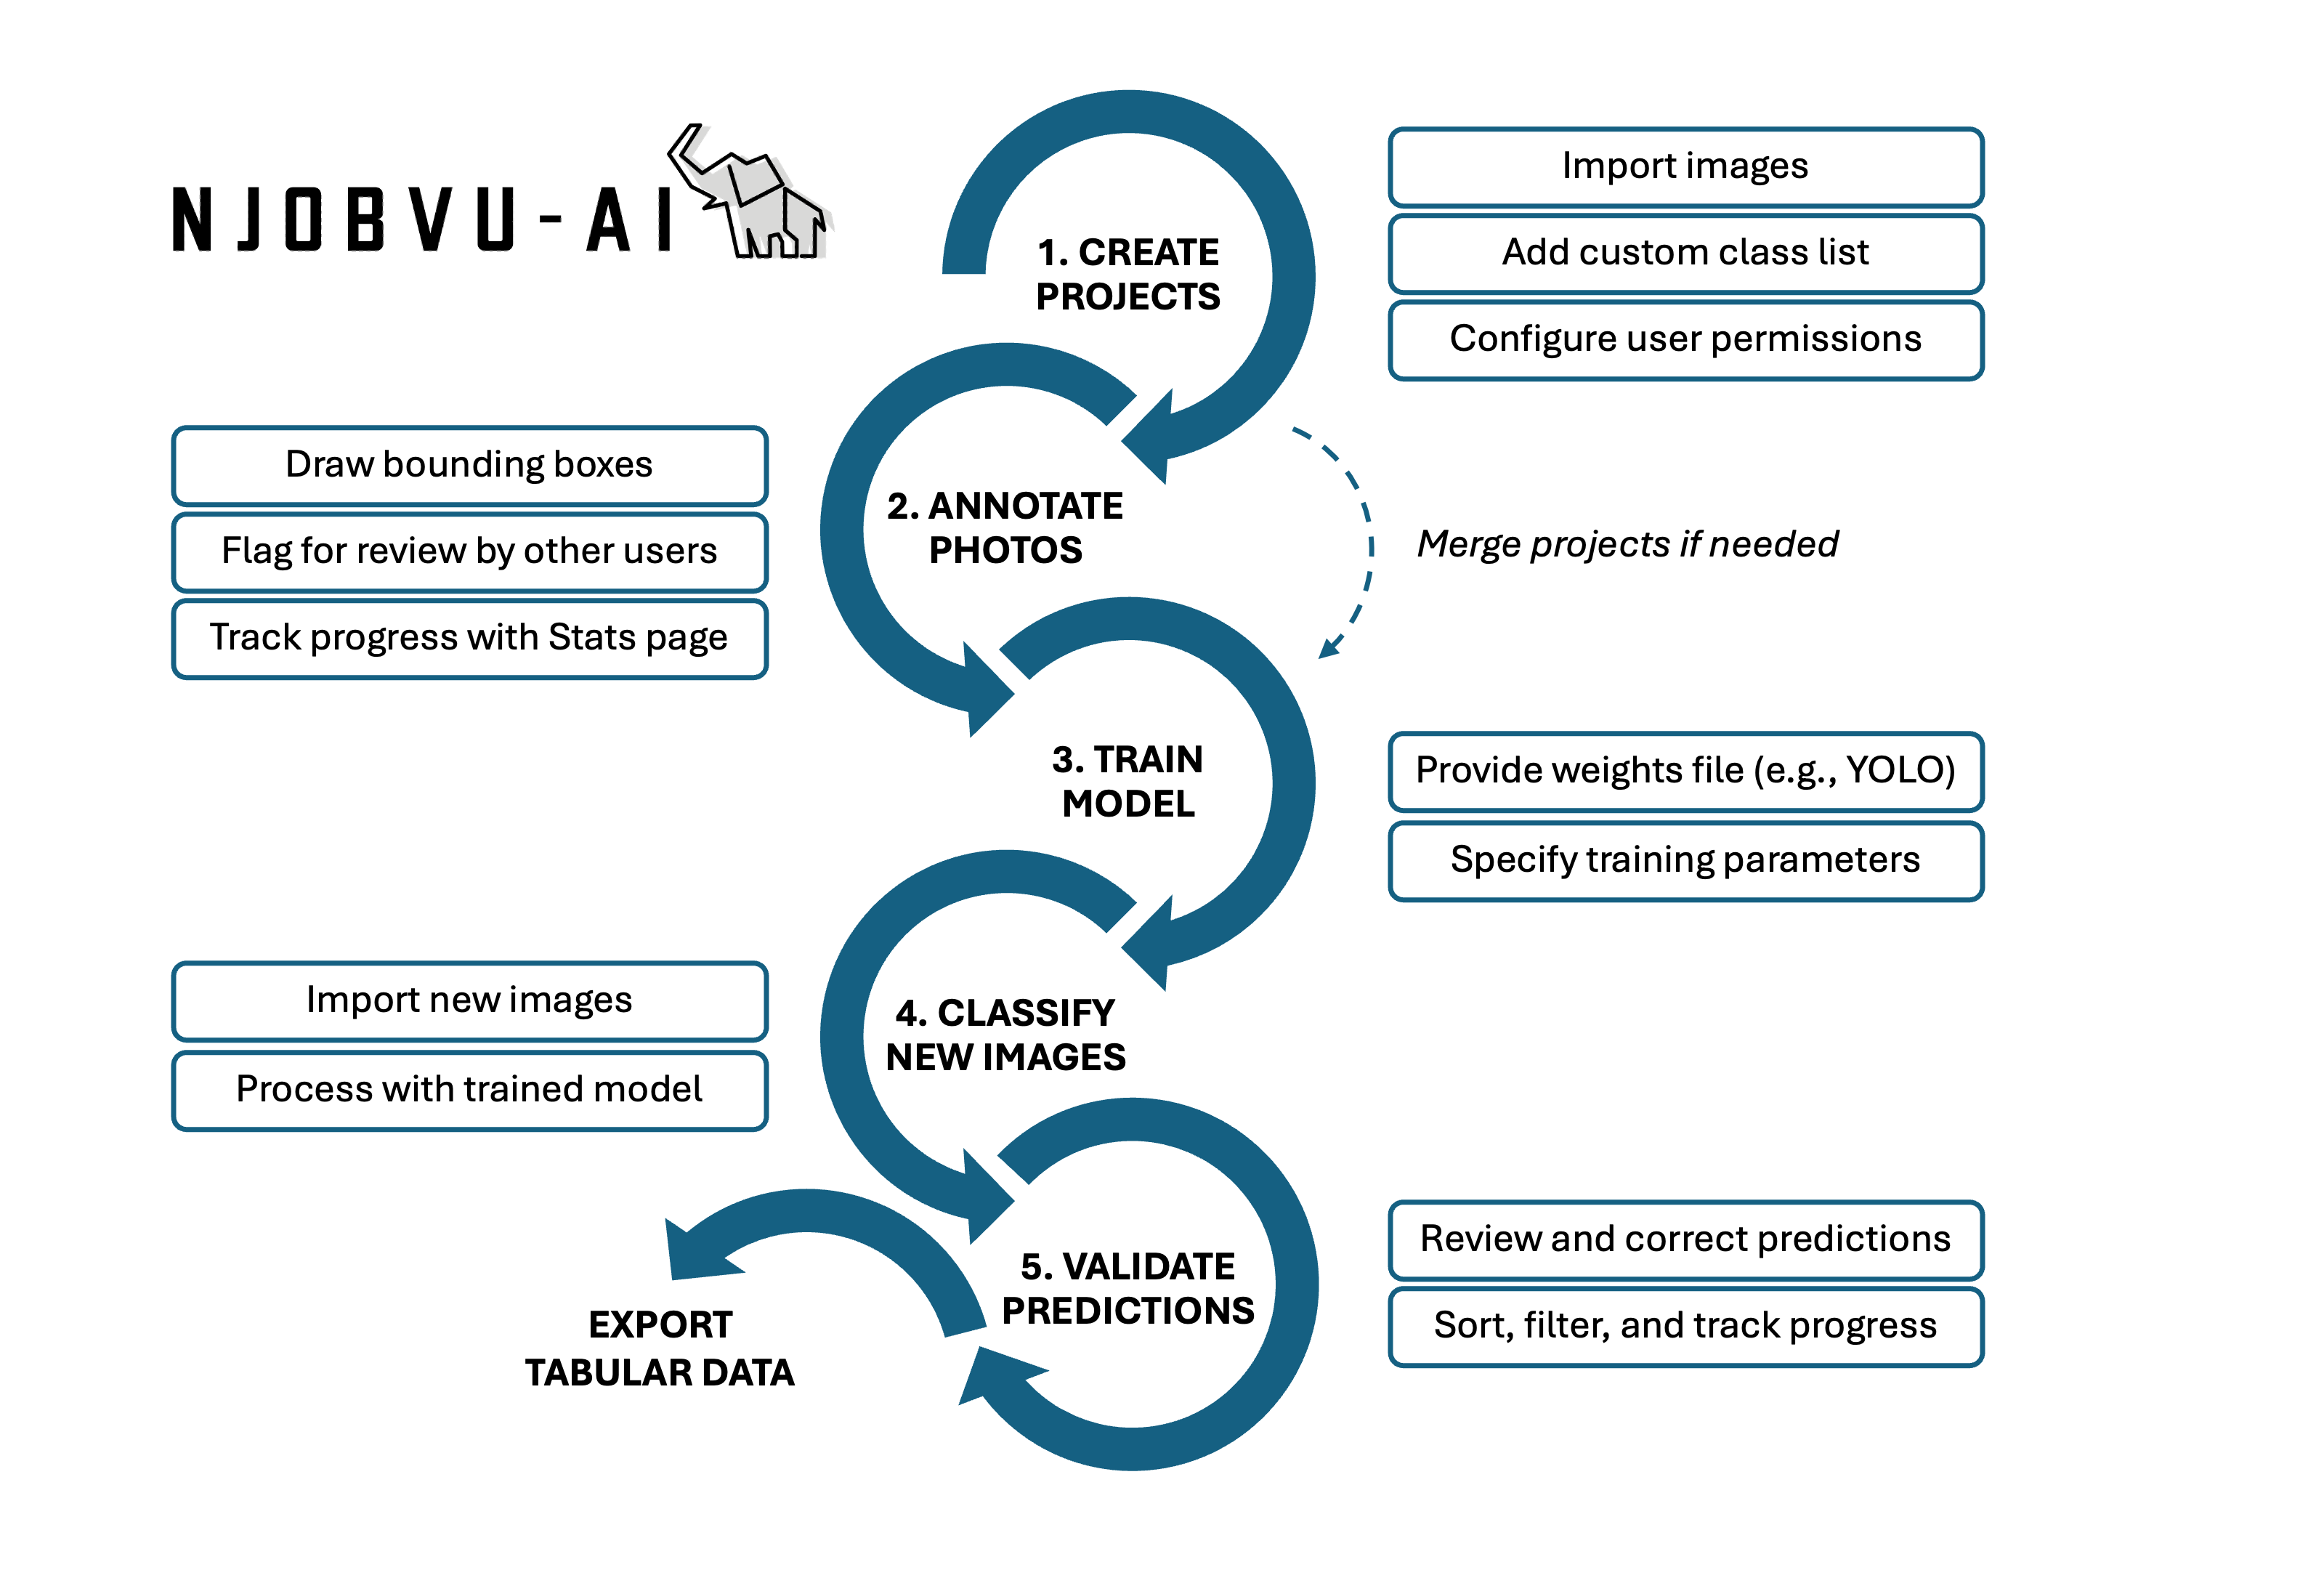 NJOBVU-AI
1. CREATE
PROJECTS
Import images
Add custom class list
Configure user permissions
Draw bounding boxes
Flag for review by other users
Track progress with Stats page
2. ANNOTATE
PHOTOS
Merge projects if needed
3. TRAIN
MODEL
Provide weights file (e.g., YOLO)
Specify training parameters
Import new images
Process with trained model
4. CLASSIFY
NEW IMAGES
5. VALIDATE
PREDICTIONS
Review and correct predictions
Sort, filter, and track progress
EXPORT
TABULAR DATA